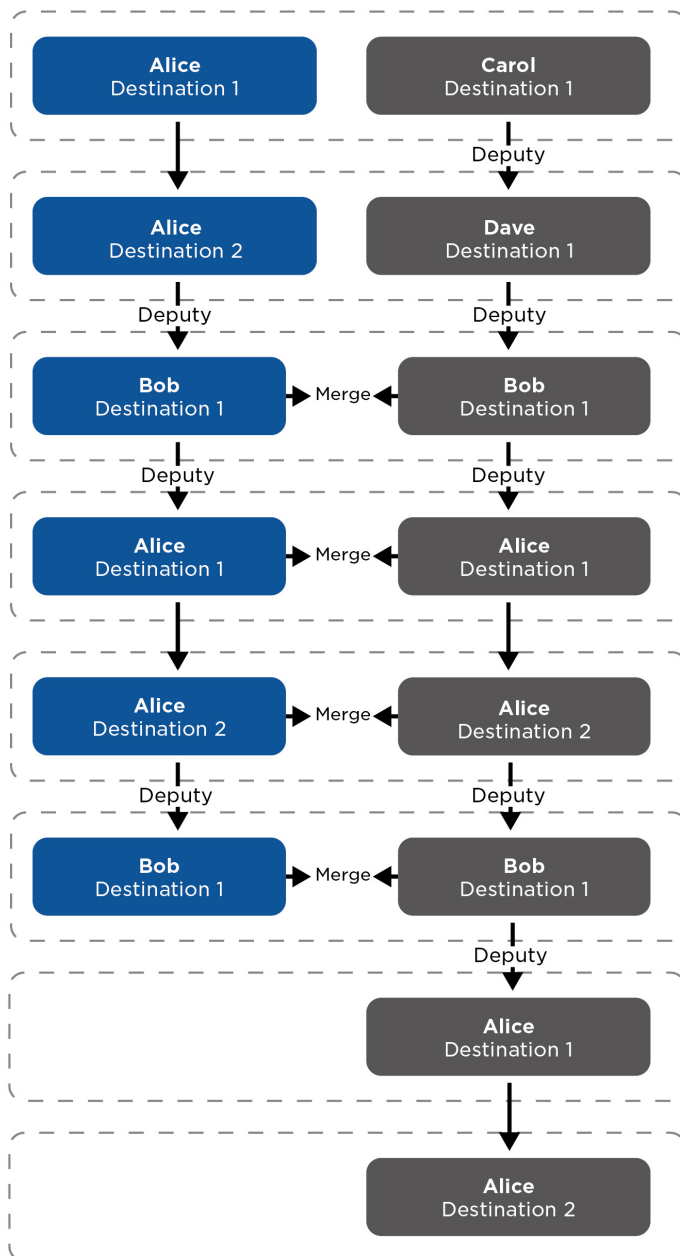 Alice
Destination 1
Carol
Destination 1
Deputy
Alice
Destination 2
Dave
Destination 1
Deputy
Deputy
Bob
Destination 1
Merge
Bob
Destination 1
Deputy
Deputy
Alice
Destination 1
Merge
Alice
Destination 1
Alice
Destination 2
Merge
Alice
Destination 2
Deputy
Deputy
Bob
Destination 1
Merge
Bob
Destination 1
Deputy
Alice
Destination 1
Alice
Destination 2